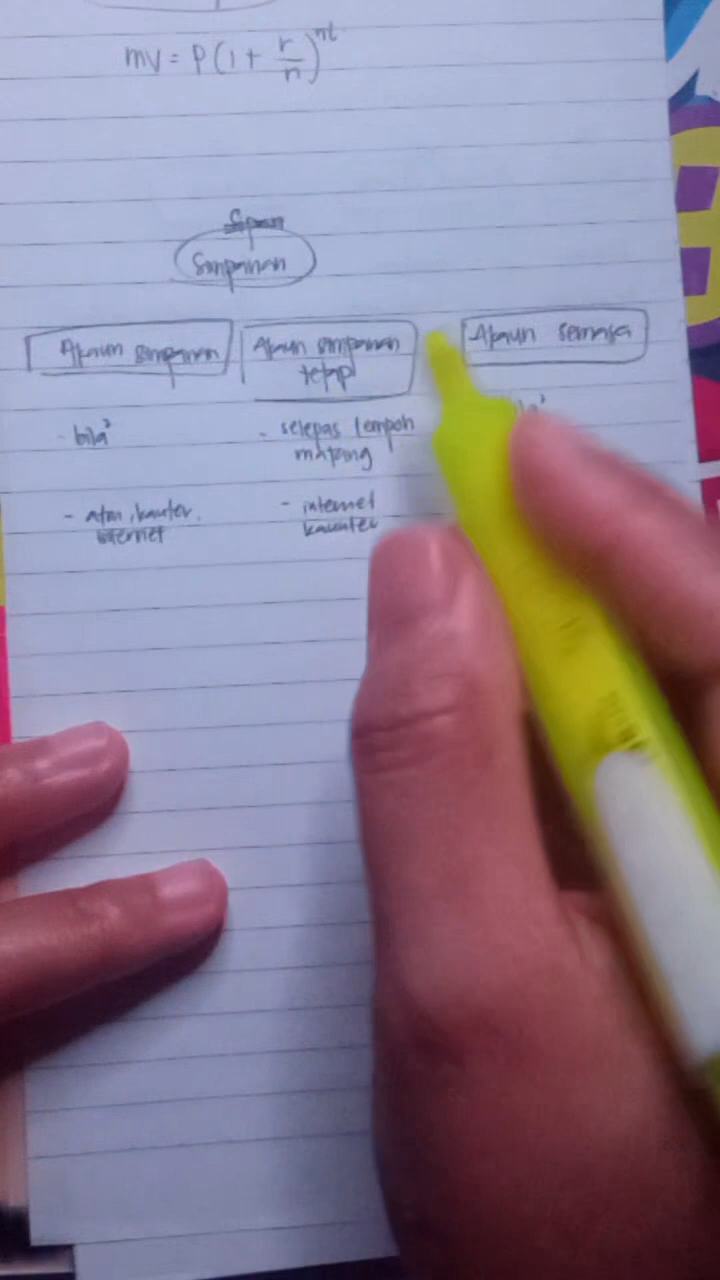 mv = P(1 + r/n)^nt
Simpanan
Akaun simpanan
Akaun simpanan
tetap
Akaun semasa
- bila²
- selepas tempoh
matang
- atm, kaunter,
internet
- internet
kaunter